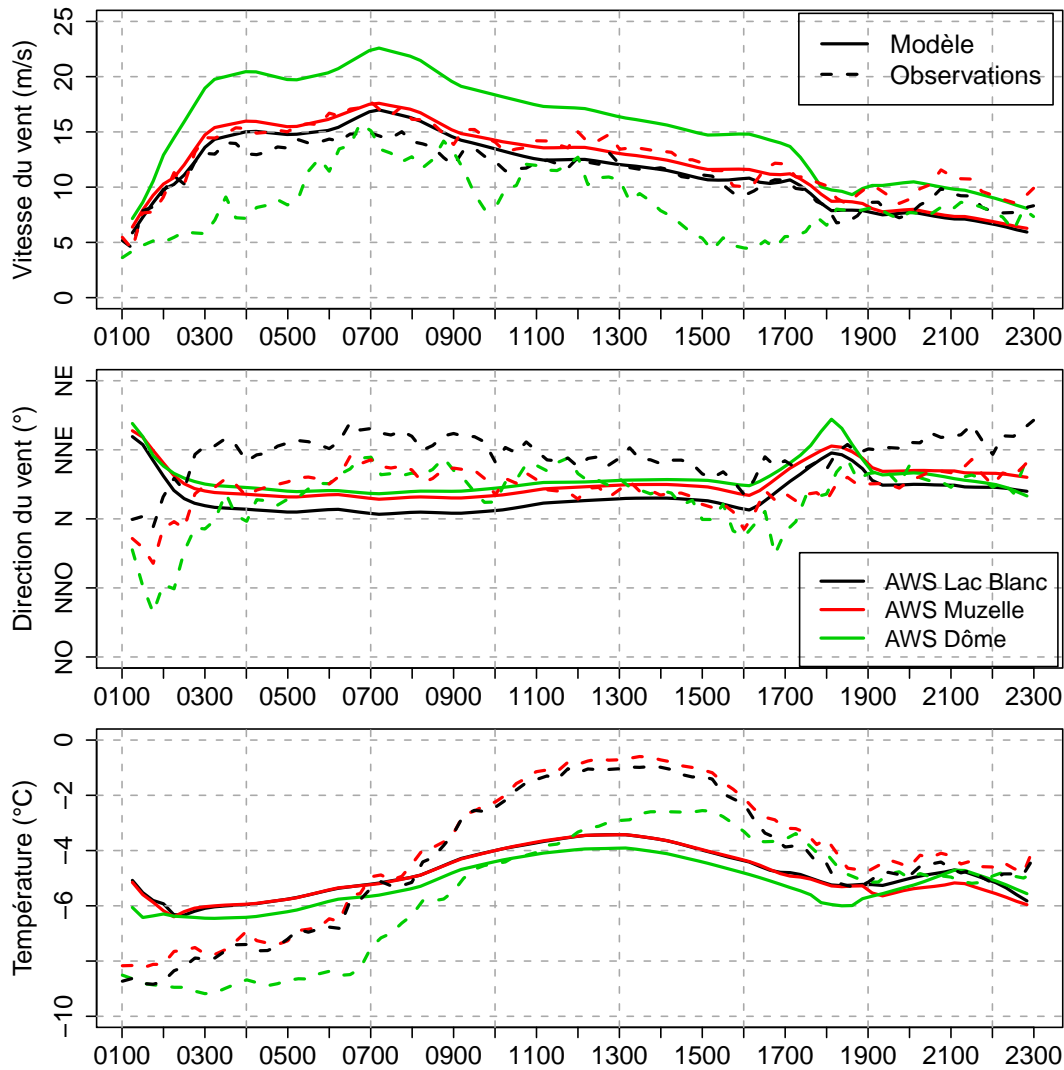 Vitesse du vent (m/s)
25
20
15
10
5
0
Modèle
Observations
0100 0300 0500 0700 0900 1100 1300 1500 1700 1900 2100 2300
Direction du vent (°)
NE
NNE
N
NNO
NO
AWS Lac Blanc
AWS Muzelle
AWS Dôme
0100 0300 0500 0700 0900 1100 1300 1500 1700 1900 2100 2300
Température (°C)
0
−2
−4
−6
−8
−10
0100 0300 0500 0700 0900 1100 1300 1500 1700 1900 2100 2300